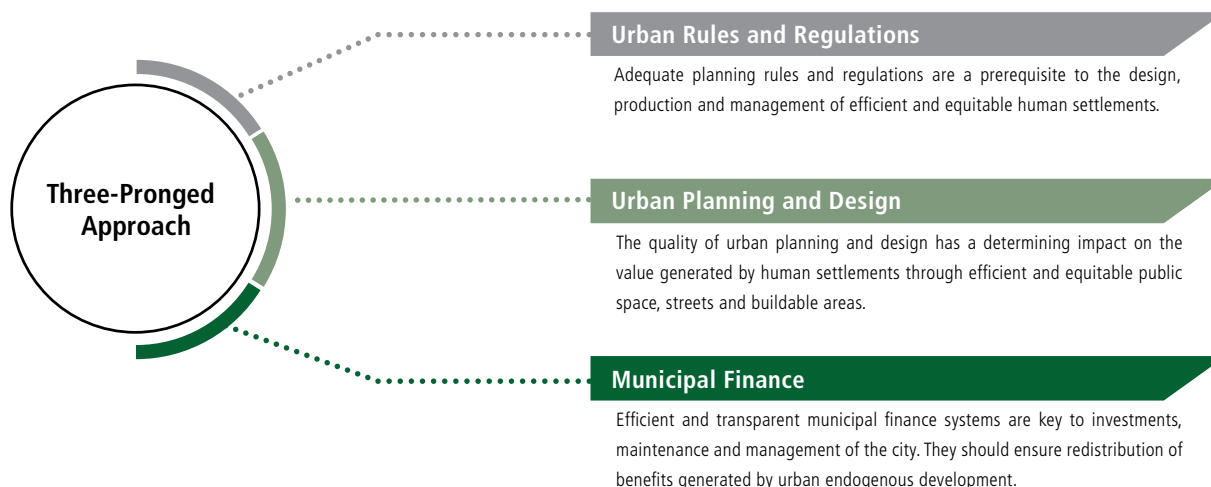 Three-Pronged
Approach
Urban Rules and Regulations
Adequate planning rules and regulations are a prerequisite to the design,
production and management of efficient and equitable human settlements.
Urban Planning and Design
The quality of urban planning and design has a determining impact on the
value generated by human settlements through efficient and equitable public
space, streets and buildable areas.
Municipal Finance
Efficient and transparent municipal finance systems are key to investments,
maintenance and management of the city. They should ensure redistribution of
benefits generated by urban endogenous development.